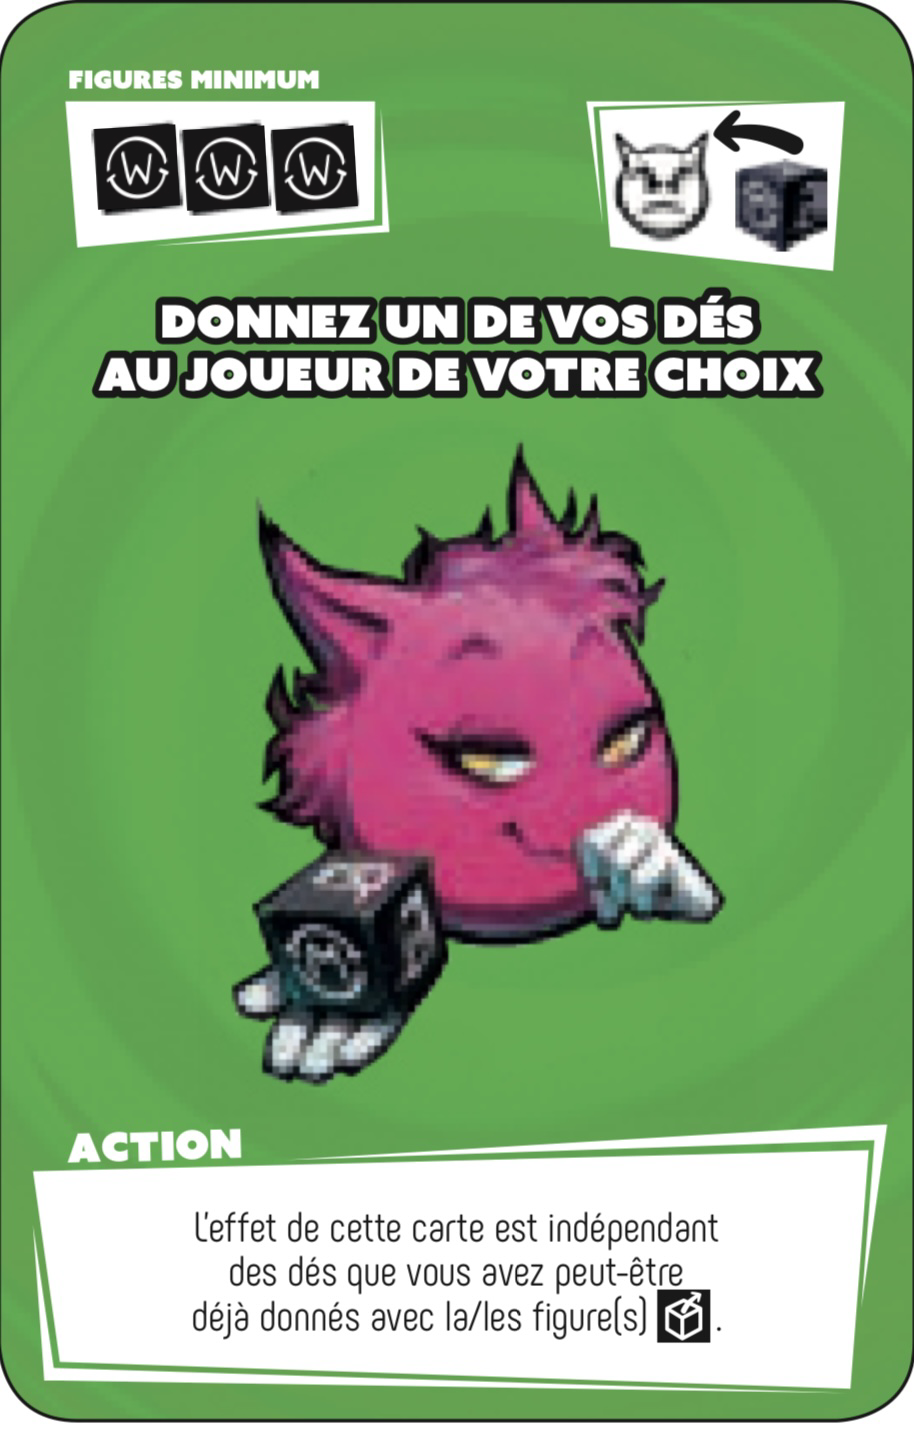 FIGURES MINIMUM
W W W
DONNEZ UN DE VOS DÉS
AU JOUEUR DE VOTRE CHOIX
ACTION
L'effet de cette carte est indépendant
des dés que vous avez peut-être
déjà donnés avec la/les figure(s) .